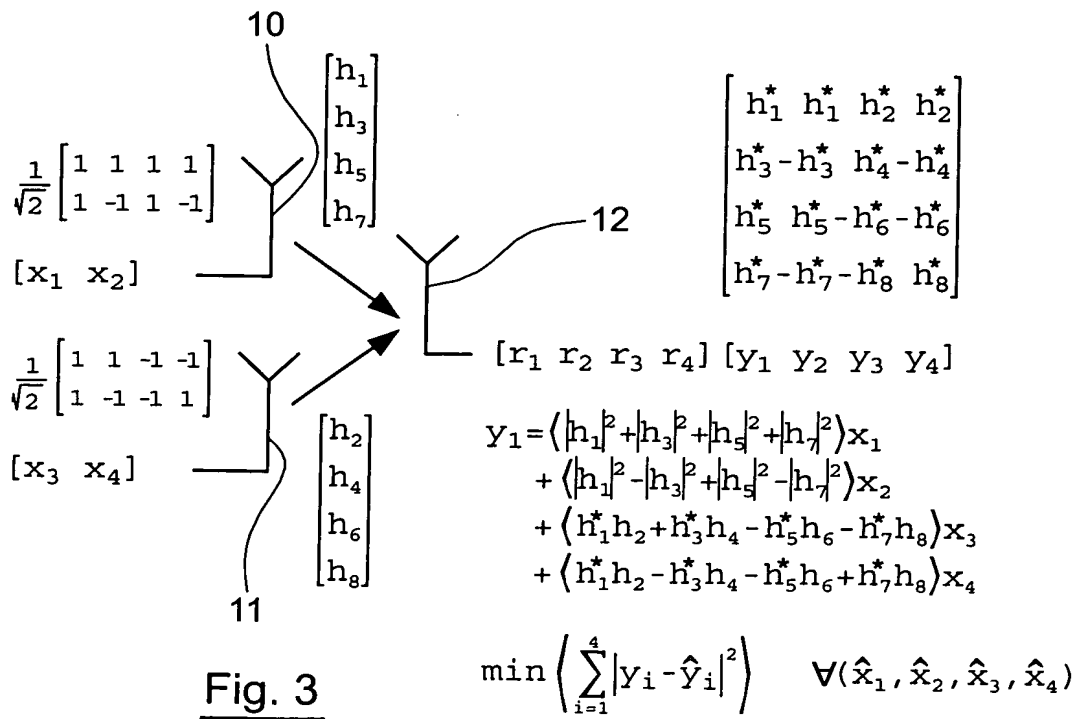 10
[h₁
h₃
h₅
h₇]
1/√2 [1 1 1 1
1 -1 1 -1]
[x₁ x₂]
12
[h₁* h₁* h₂* h₂*
h₃* -h₃* h₄* -h₄*
h₅* h₅* -h₆* -h₆*
h₇* -h₇* -h₈* h₈*]
1/√2 [1 1 -1 -1
1 -1 -1 1]
[x₃ x₄]
11
[h₂
h₄
h₆
h₈]
[r₁ r₂ r₃ r₄] [y₁ y₂ y₃ y₄]
y₁=⟨|h₁|²+|h₃|²+|h₅|²+|h₇|²⟩x₁
+⟨|h₁|²-|h₃|²+|h₅|²-|h₇|²⟩x₂
+⟨h₁*h₂+h₃*h₄-h₅*h₆-h₇*h₈⟩x₃
+⟨h₁*h₂-h₃*h₄-h₅*h₆+h₇*h₈⟩x₄
min⟨∑ᵢ₌₁⁴|yᵢ-ŷᵢ|²⟩ ∀(x̂₁,x̂₂,x̂₃,x̂₄)
Fig. 3